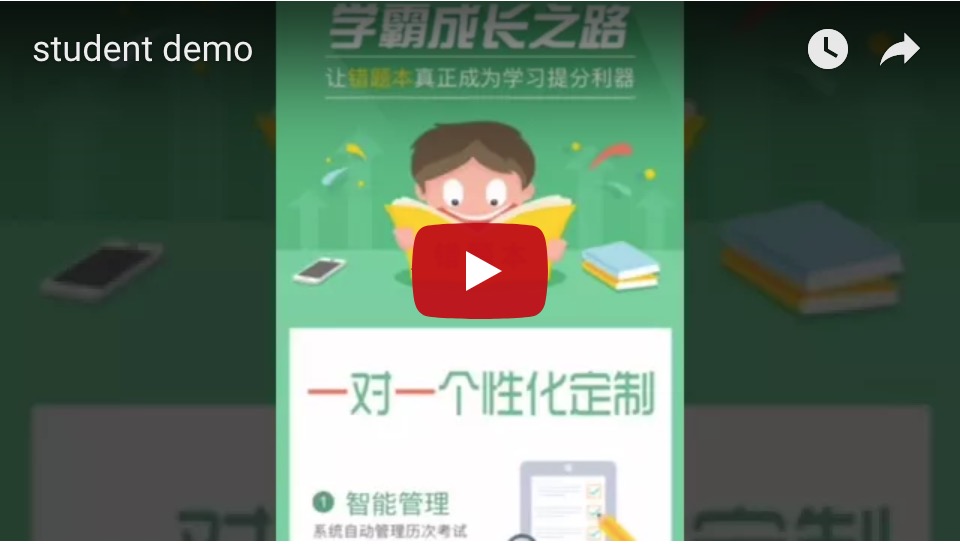 student demo
学霸成长之路
让错题本真正成为学习提分利器
一对一个性化定制
1 智能管理
系统自动管理历次考试